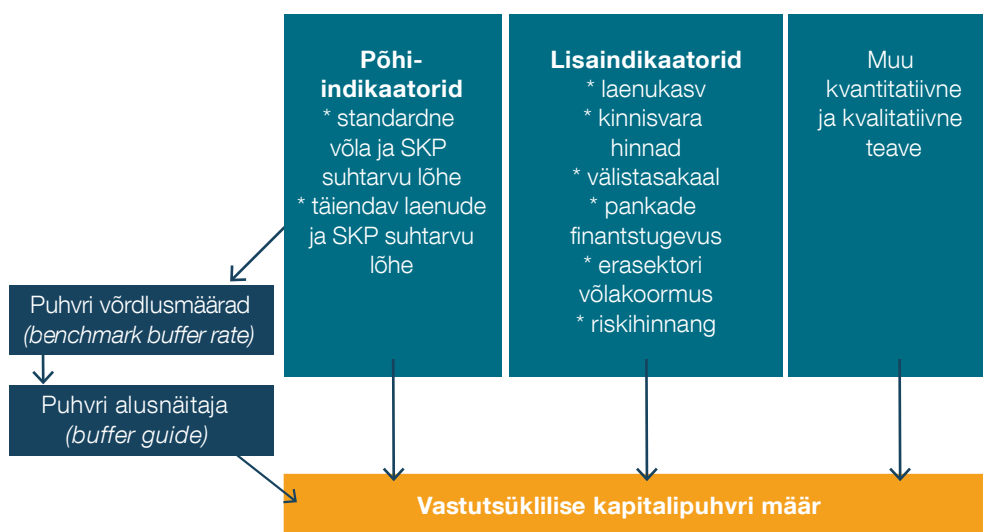 Põhi-
indikaatorid
* standardne
võla ja SKP
suhtarvu lõhe
* täiendav laenude
ja SKP suhtarvu
lõhe
Lisaindikaatorid
* laenukasv
* kinnisvara
hinnad
* välistasakaal
* pankade
finantstugevus
* erasektori
võlakoormus
* riskihinnang
Muu
kvantitatiivne
ja kvalitatiivne
teave
Puhvri võrdlusmäärad
(benchmark buffer rate)
Puhvri alusnäitaja
(buffer guide)
Vastutsüklilise kapitalipuhvri määr